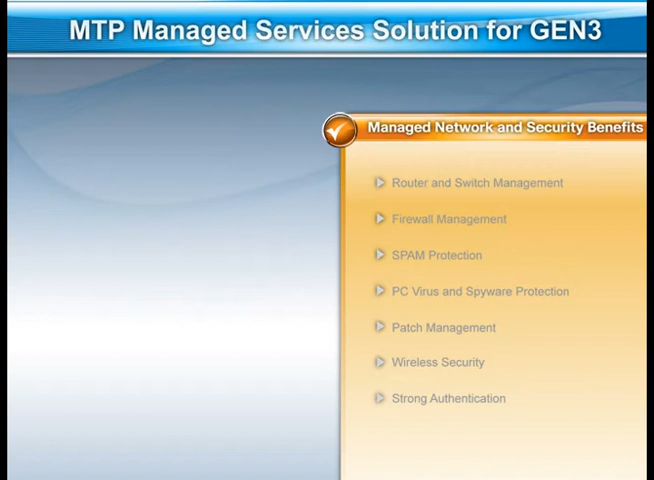 MTP Managed Services Solution for GEN3
Managed Network and Security Benefits
Router and Switch Management
Firewall Management
SPAM Protection
PC Virus and Spyware Protection
Patch Management
Wireless Security
Strong Authentication